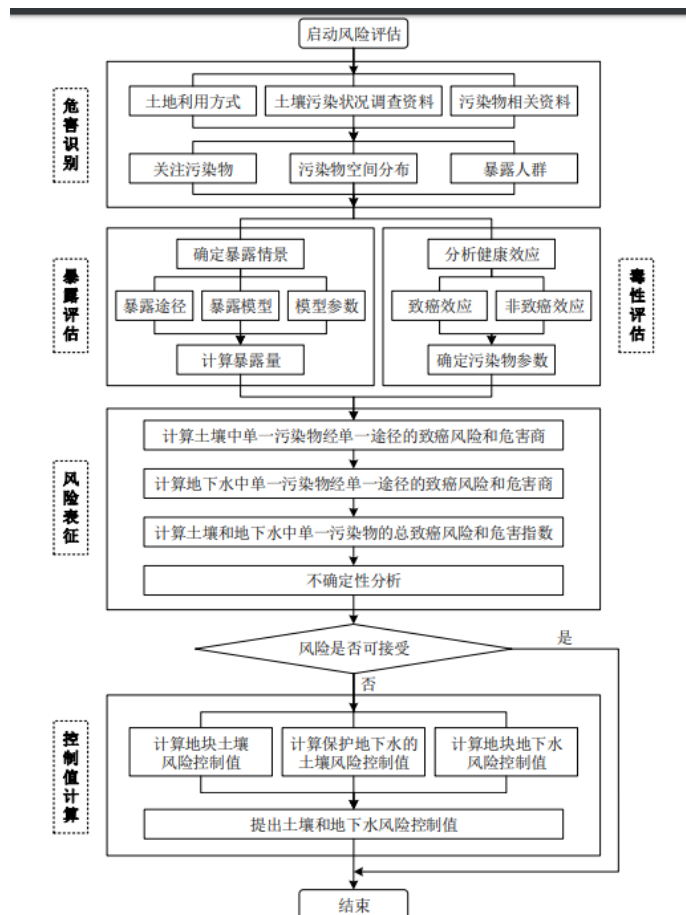 启动风险评估
危害识别
土地利用方式
土壤污染状况调查资料
污染物相关资料
关注污染物
污染物空间分布
暴露人群
暴露评估
确定暴露情景
暴露途径
暴露模型
模型参数
计算暴露量
分析健康效应
致癌效应
非致癌效应
确定污染物参数
毒性评估
风险表征
计算土壤中单一污染物经单一途径的致癌风险和危害商
计算地下水中单一污染物经单一途径的致癌风险和危害商
计算土壤和地下水中单一污染物的总致癌风险和危害指数
不确定性分析
风险是否可接受
是
否
控制值计算
计算地块土壤
风险控制值
计算保护地下水的
土壤风险控制值
计算地块地下水
风险控制值
提出土壤和地下水风险控制值
结束